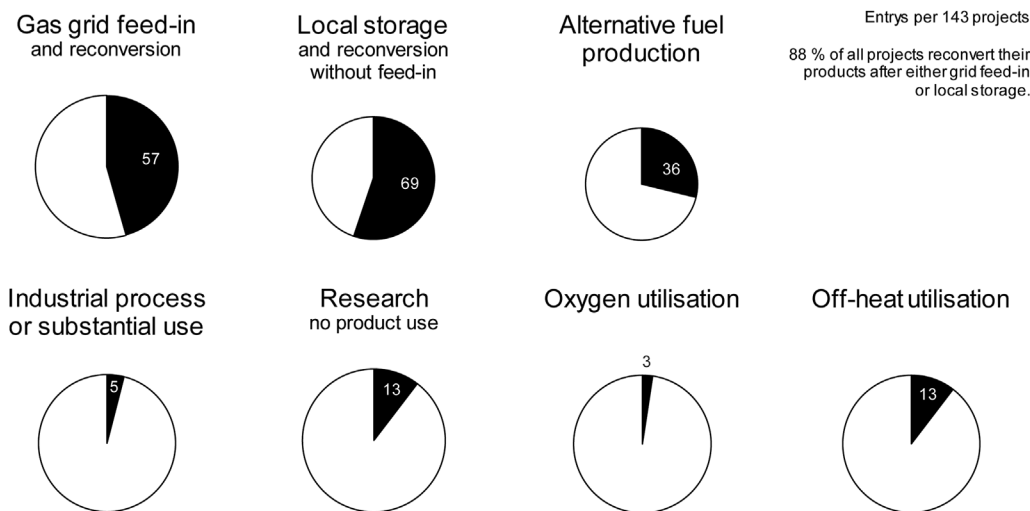 Gas grid feed-in
and reconversion
Local storage
and reconversion
without feed-in
Alternative fuel
production
Entrys per 143 projects
88 % of all projects reconvert their
products after either grid feed-in
or local storage.
57
69
36
Industrial process
or substantial use
Research
no product use
Oxygen utilisation
Off-heat utilisation
5
13
3
13